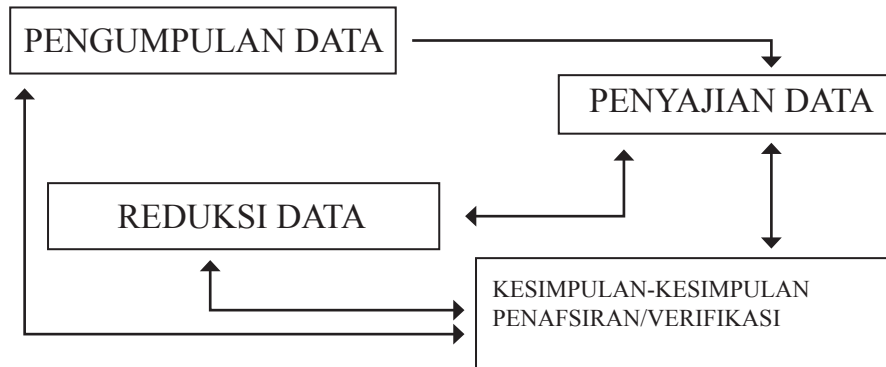 PENGUMPULAN DATA
PENYAJIAN DATA
REDUKSI DATA
KESIMPULAN-KESIMPULAN
PENAFSIRAN/VERIFIKASI